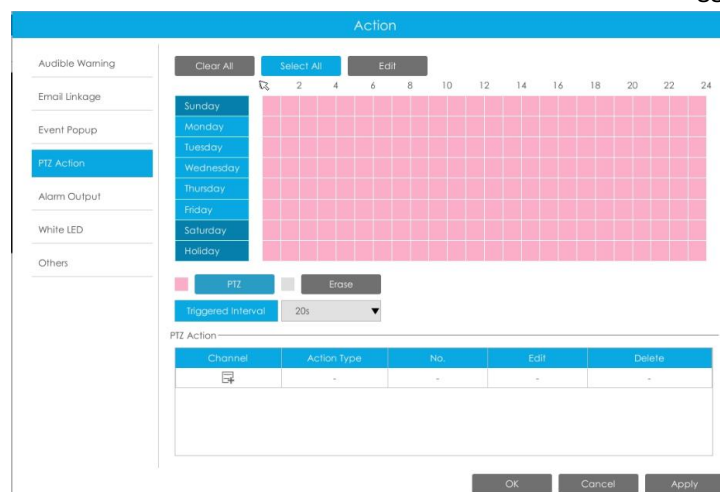 Action
Audible Warning
Email Linkage
Event Popup
PTZ Action
Alarm Output
White LED
Others
Clear All Select All Edit
2 4 6 8 10 12 14 16 18 20 22 24
Sunday
Monday
Tuesday
Wednesday
Thursday
Friday
Saturday
Holiday
PTZ Erase
Triggered Interval 20s
PTZ Action
Channel Action Type No. Edit Delete
- - - -
OK Cancel Apply